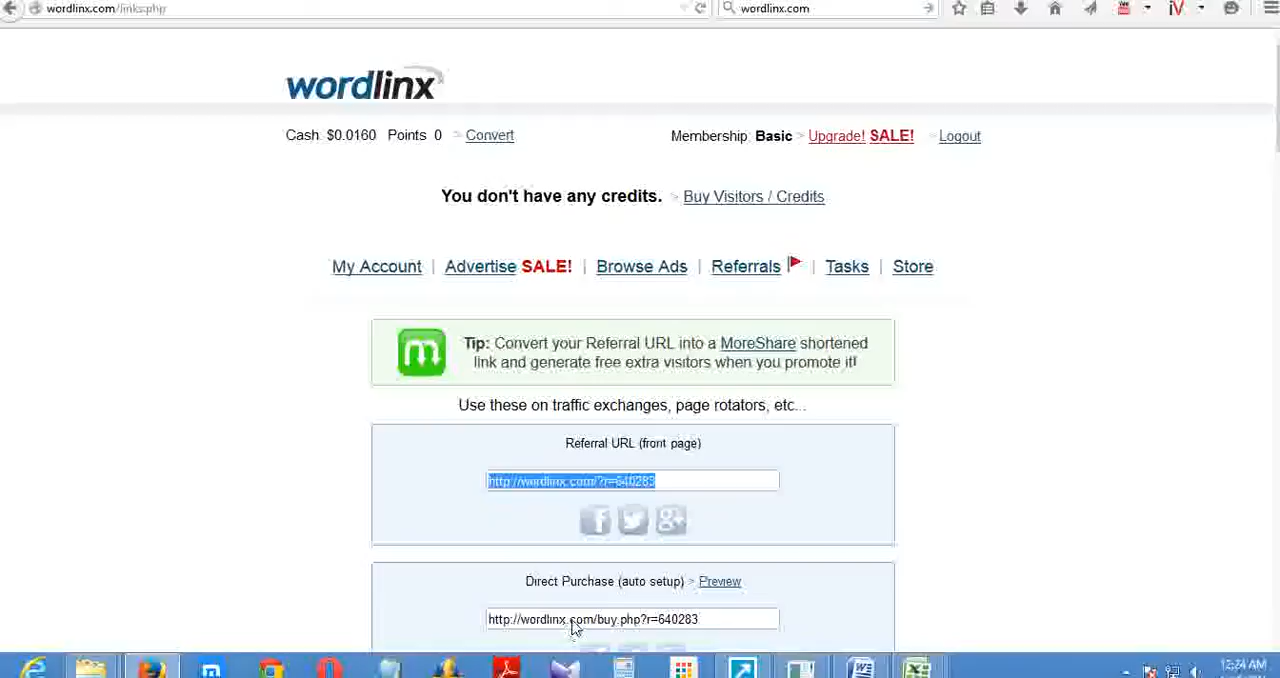 wordlinx.com/links.php
wordlinx.com
wordlinx
Cash $0.0160 Points 0 > Convert
Membership: Basic > Upgrade! SALE! > Logout
You don't have any credits. > Buy Visitors / Credits
My Account | Advertise SALE! | Browse Ads | Referrals | Tasks | Store
Tip: Convert your Referral URL into a MoreShare shortened
link and generate free extra visitors when you promote it!
Use these on traffic exchanges, page rotators, etc...
Referral URL (front page)
http://wordlinx.com/?r=640283
Direct Purchase (auto setup) > Preview
http://wordlinx.com/buy.php?r=640283
12:24 AM